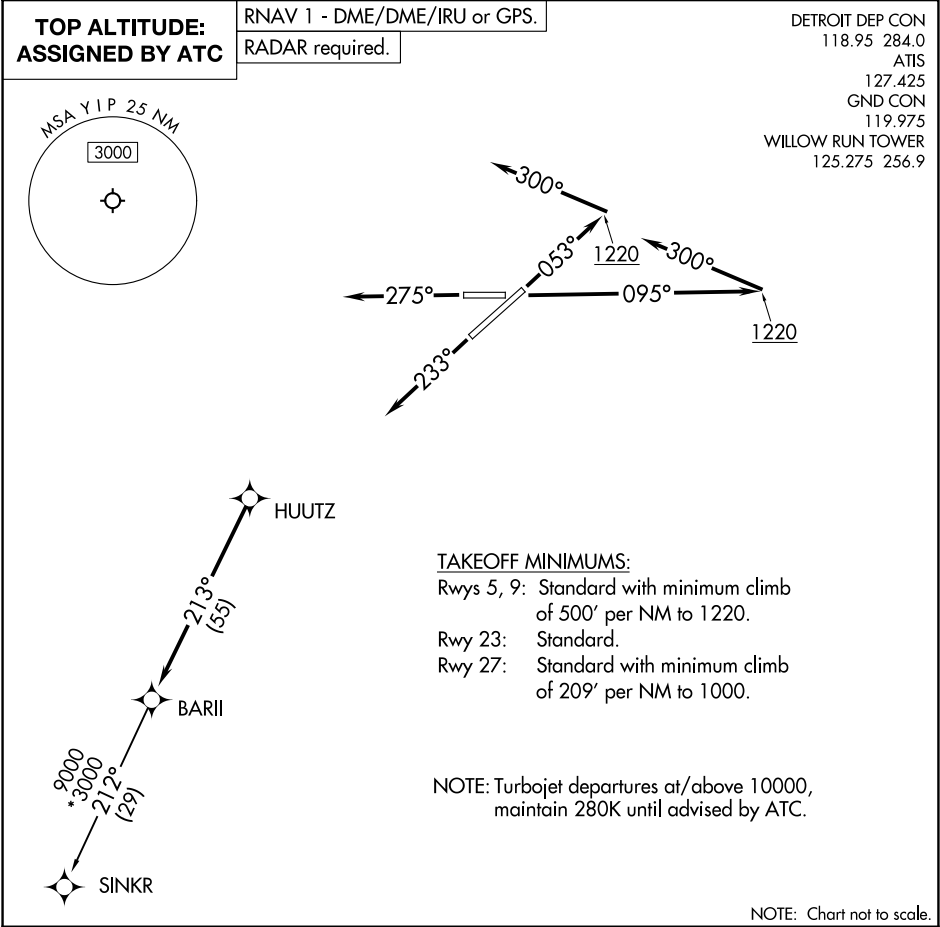 TOP ALTITUDE:
ASSIGNED BY ATC
RNAV 1 - DME/DME/IRU or GPS.
RADAR required.
DETROIT DEP CON
118.95 284.0
ATIS
127.425
GND CON
119.975
WILLOW RUN TOWER
125.275 256.9
MSA YIP 25 NM
3000
300°
053°
1220
300°
275°
095°
1220
233°
HUUTZ
213°
(55)
BARII
9000
*3000
212°
(29)
SINKR
TAKEOFF MINIMUMS:
Rwys 5, 9: Standard with minimum climb
of 500' per NM to 1220.
Rwy 23: Standard.
Rwy 27: Standard with minimum climb
of 209' per NM to 1000.
NOTE: Turbojet departures at/above 10000,
maintain 280K until advised by ATC.
NOTE: Chart not to scale.